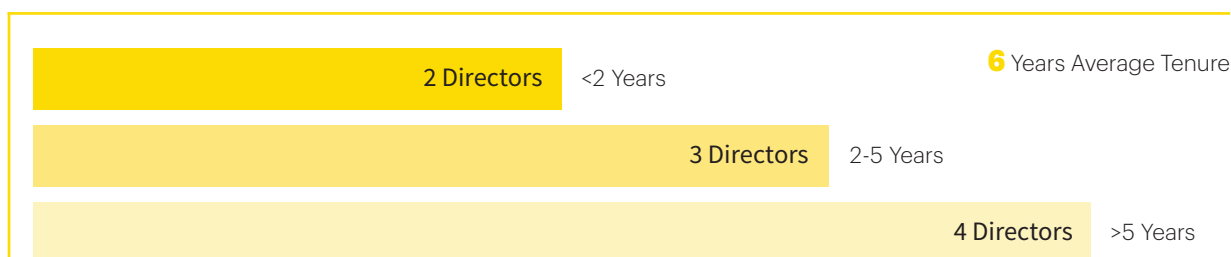 2 Directors <2 Years
6 Years Average Tenure
3 Directors 2-5 Years
4 Directors >5 Years